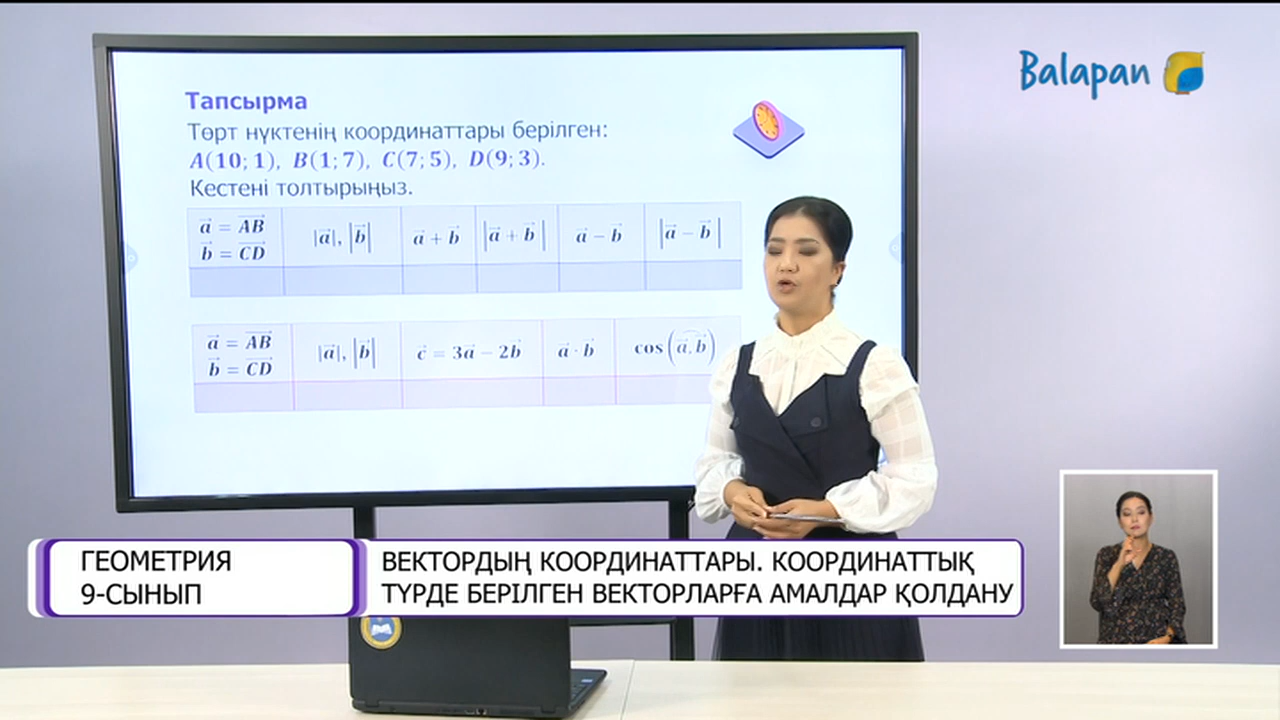 Balapan
Тапсырма
Төрт нүктенің координаттары берілген:
A(10; 1), B(1; 7), C(7; 5), D(9; 3).
Кестені толтырыңыз.
a⃗ = AB⃗
b⃗ = CD⃗
|a⃗|, |b⃗|
a⃗ + b⃗
|a⃗ + b⃗|
a⃗ − b⃗
|a⃗ − b⃗|
a⃗ = AB⃗
b⃗ = CD⃗
|a⃗|, |b⃗|
c⃗ = 3a⃗ − 2b⃗
a⃗ · b⃗
cos (a⃗, b⃗)
ГЕОМЕТРИЯ
9-СЫНЫП
ВЕКТОРДЫҢ КООРДИНАТТАРЫ. КООРДИНАТТЫҚ
ТҮРДЕ БЕРІЛГЕН ВЕКТОРЛАРҒА АМАЛДАР ҚОЛДАНУ